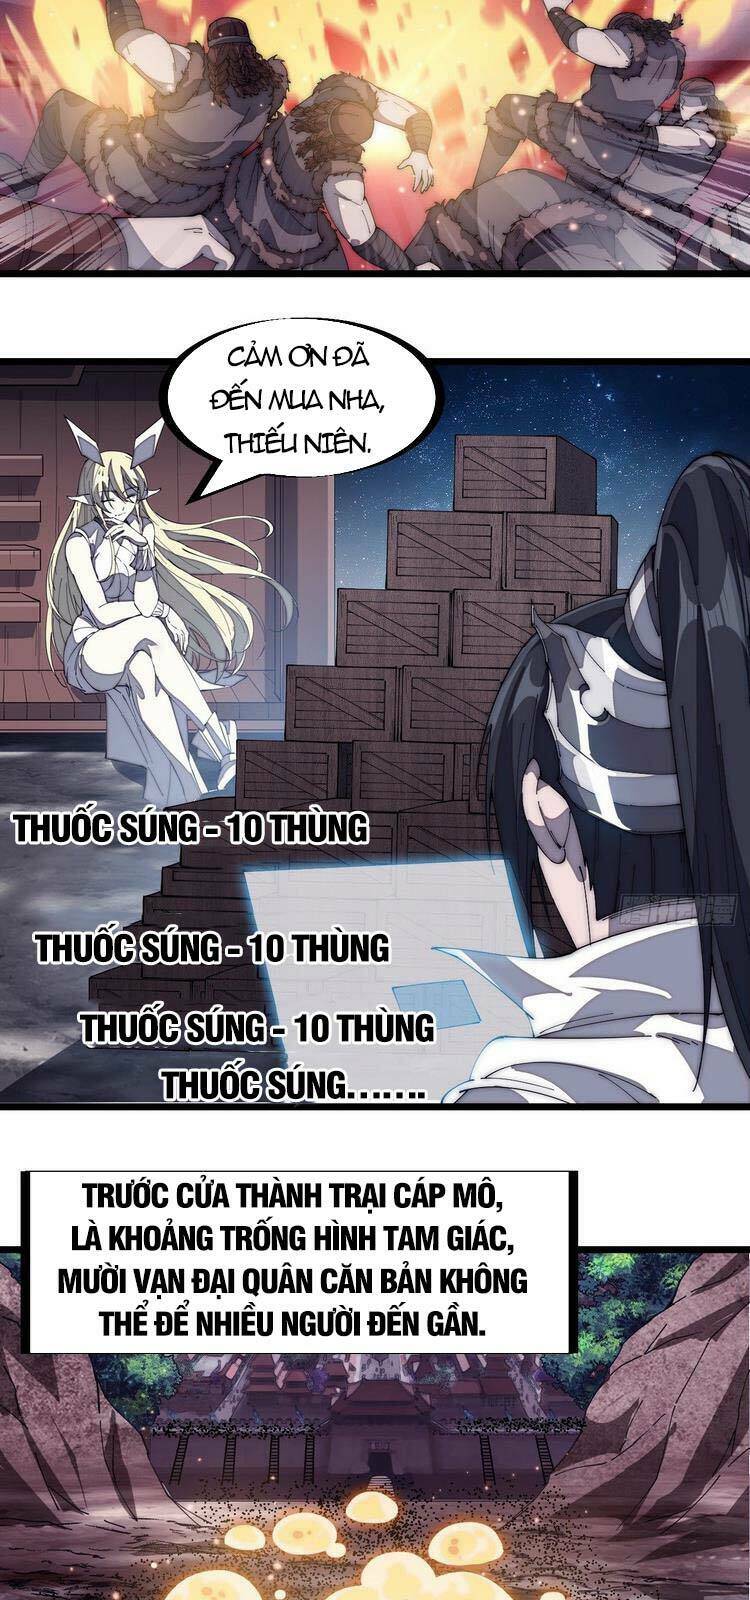 CẢM ƠN ĐÃ
ĐẾN MUA NHA,
THIẾU NIÊN.
THUỐC SÚNG - 10 THÙNG
THUỐC SÚNG - 10 THÙNG
THUỐC SÚNG - 10 THÙNG
THUỐC SÚNG.......
TRƯỚC CỬA THÀNH TRẠI CÁP MÔ,
LÀ KHOẢNG TRỐNG HÌNH TAM GIÁC,
MƯỜI VẠN ĐẠI QUÂN CĂN BẢN KHÔNG
THỂ ĐỂ NHIỀU NGƯỜI ĐẾN GẦN.